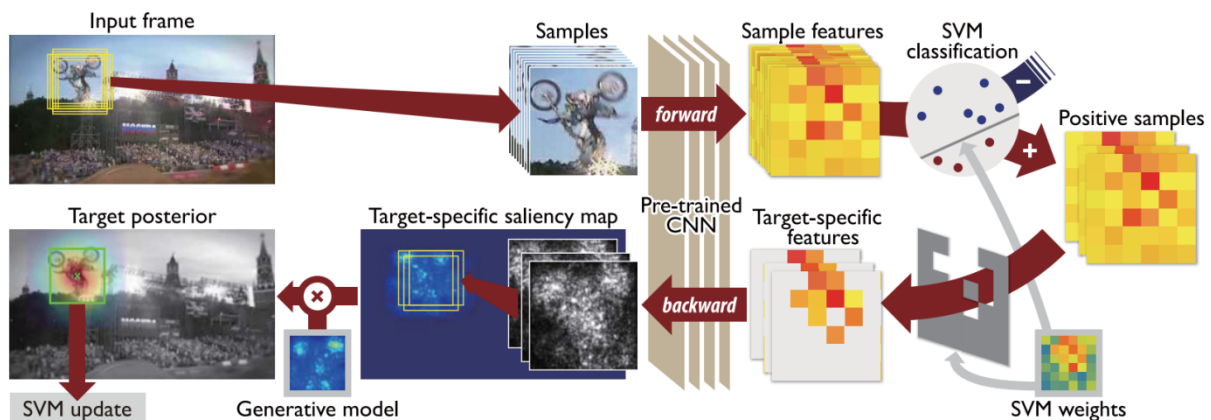 Input frame
Samples
Sample features
SVM
classification
−
+
Positive samples
forward
Pre-trained
CNN
Target posterior
Target-specific saliency map
Target-specific
features
backward
×
SVM update
Generative model
SVM weights